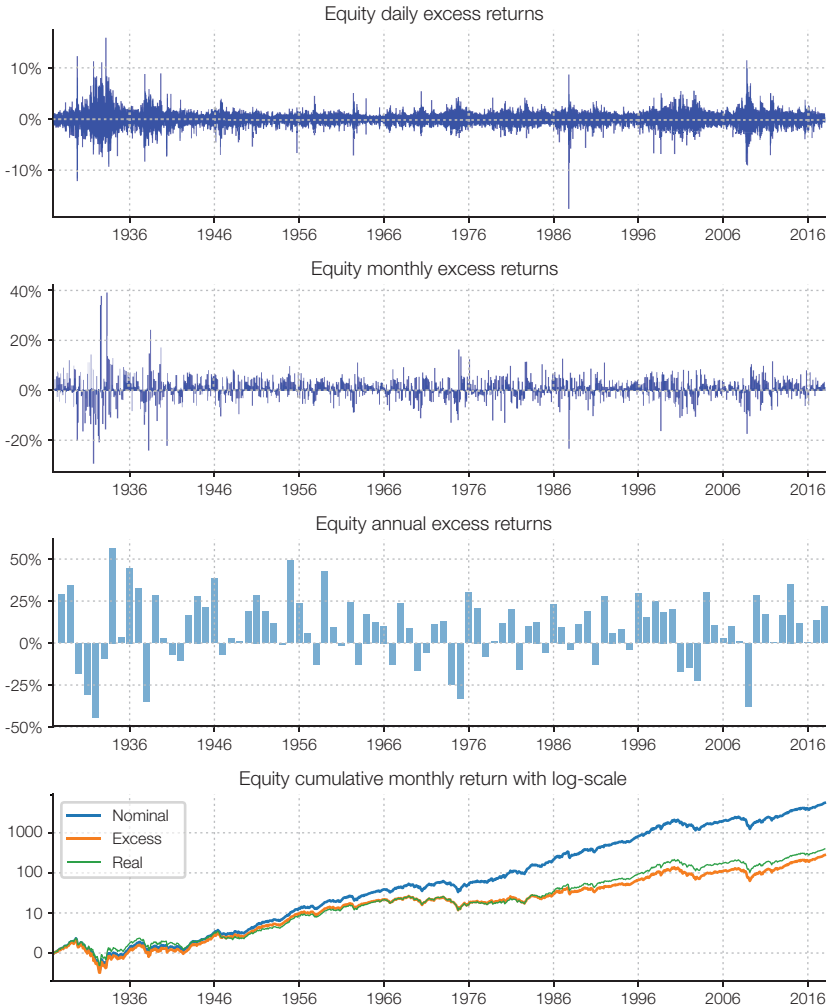 Equity daily excess returns
10%
0%
-10%
1936 1946 1956 1966 1976 1986 1996 2006 2016
Equity monthly excess returns
40%
20%
0%
-20%
1936 1946 1956 1966 1976 1986 1996 2006 2016
Equity annual excess returns
50%
25%
0%
-25%
-50%
1936 1946 1956 1966 1976 1986 1996 2006 2016
Equity cumulative monthly return with log-scale
Nominal
Excess
Real
1000
100
10
0
1936 1946 1956 1966 1976 1986 1996 2006 2016